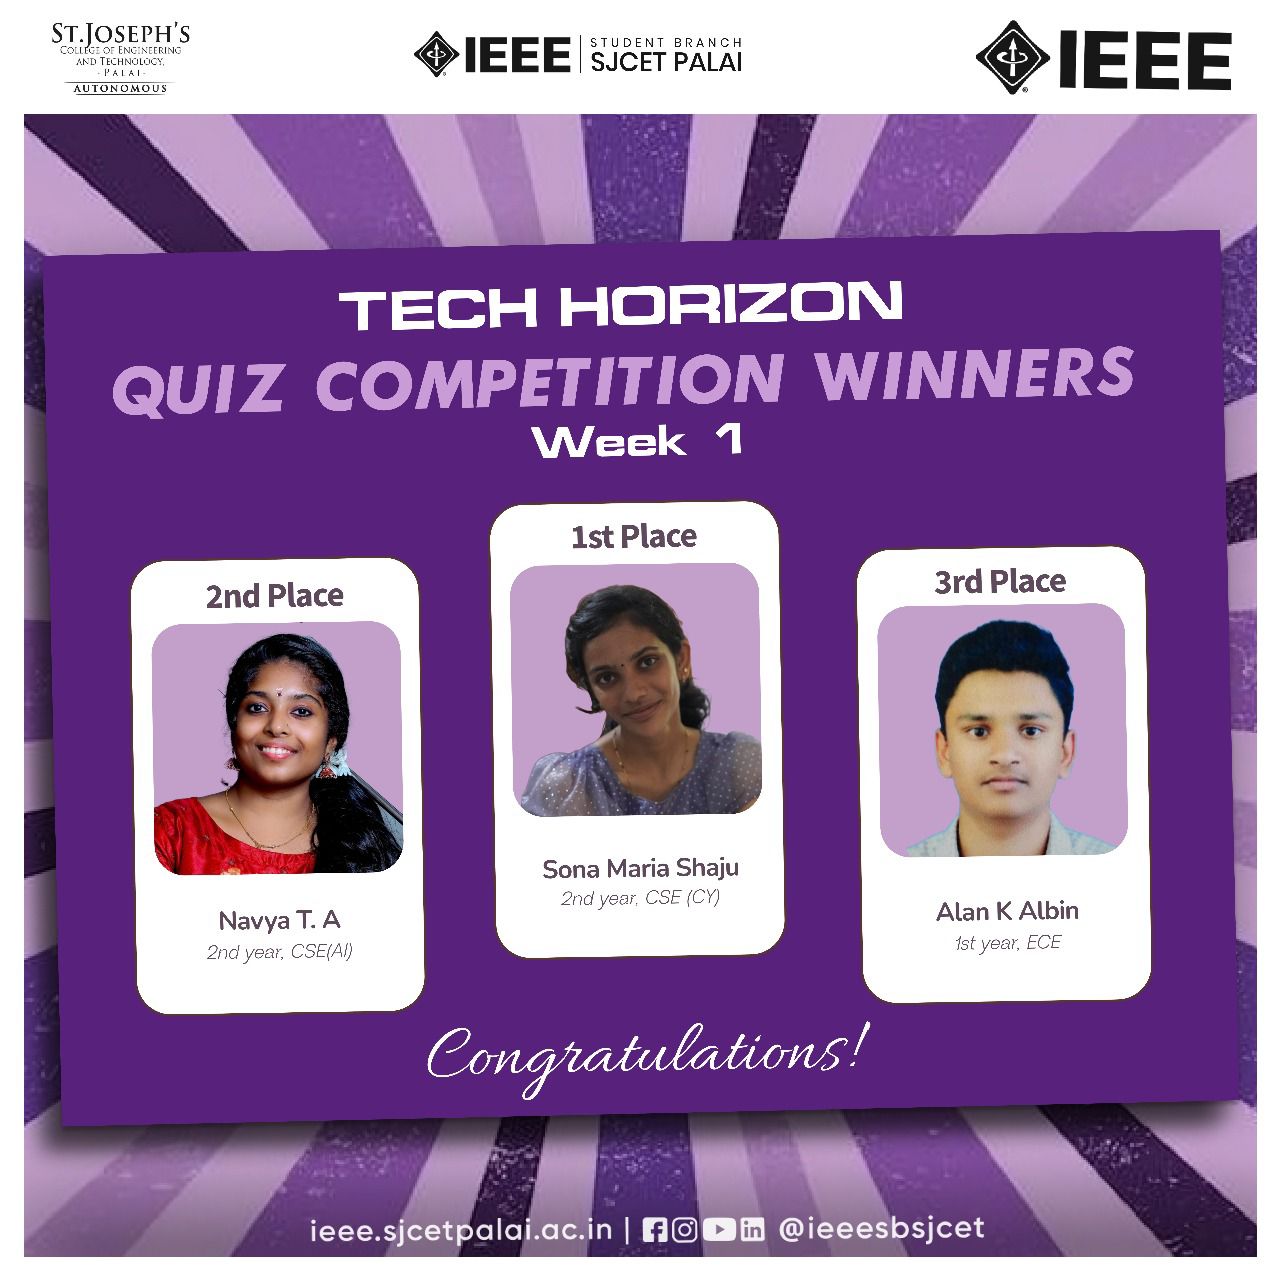 ST.JOSEPH'S
COLLEGE OF ENGINEERING
AND TECHNOLOGY,
- PALAI-
AUTONOMOUS
IEEE STUDENT BRANCH
SJCET PALAI
IEEE
TECH HORIZON
QUIZ COMPETITION WINNERS
Week 1
2nd Place
Navya T. A
2nd year, CSE(AI)
1st Place
Sona Maria Shaju
2nd year, CSE (CY)
3rd Place
Alan K Albin
1st year, ECE
Congratulations!
ieee.sjcetpalai.ac.in | @ieeesbsjcet